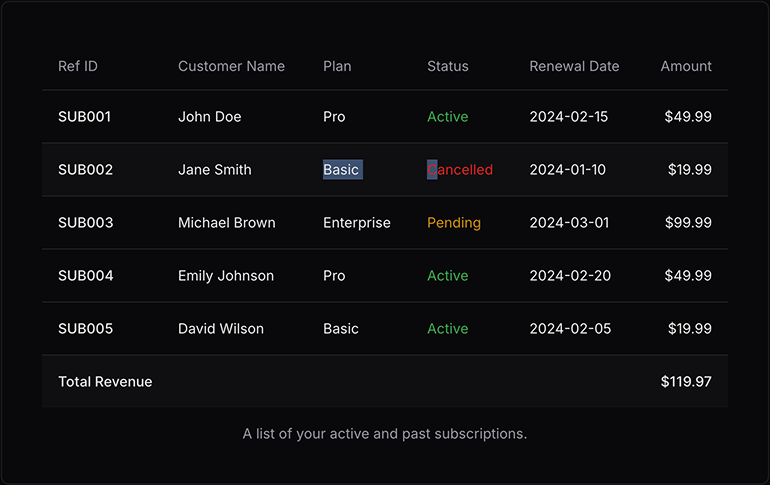 Ref ID Customer Name Plan Status Renewal Date Amount
SUB001 John Doe Pro Active 2024-02-15 $49.99
SUB002 Jane Smith Basic Cancelled 2024-01-10 $19.99
SUB003 Michael Brown Enterprise Pending 2024-03-01 $99.99
SUB004 Emily Johnson Pro Active 2024-02-20 $49.99
SUB005 David Wilson Basic Active 2024-02-05 $19.99
Total Revenue $119.97
A list of your active and past subscriptions.